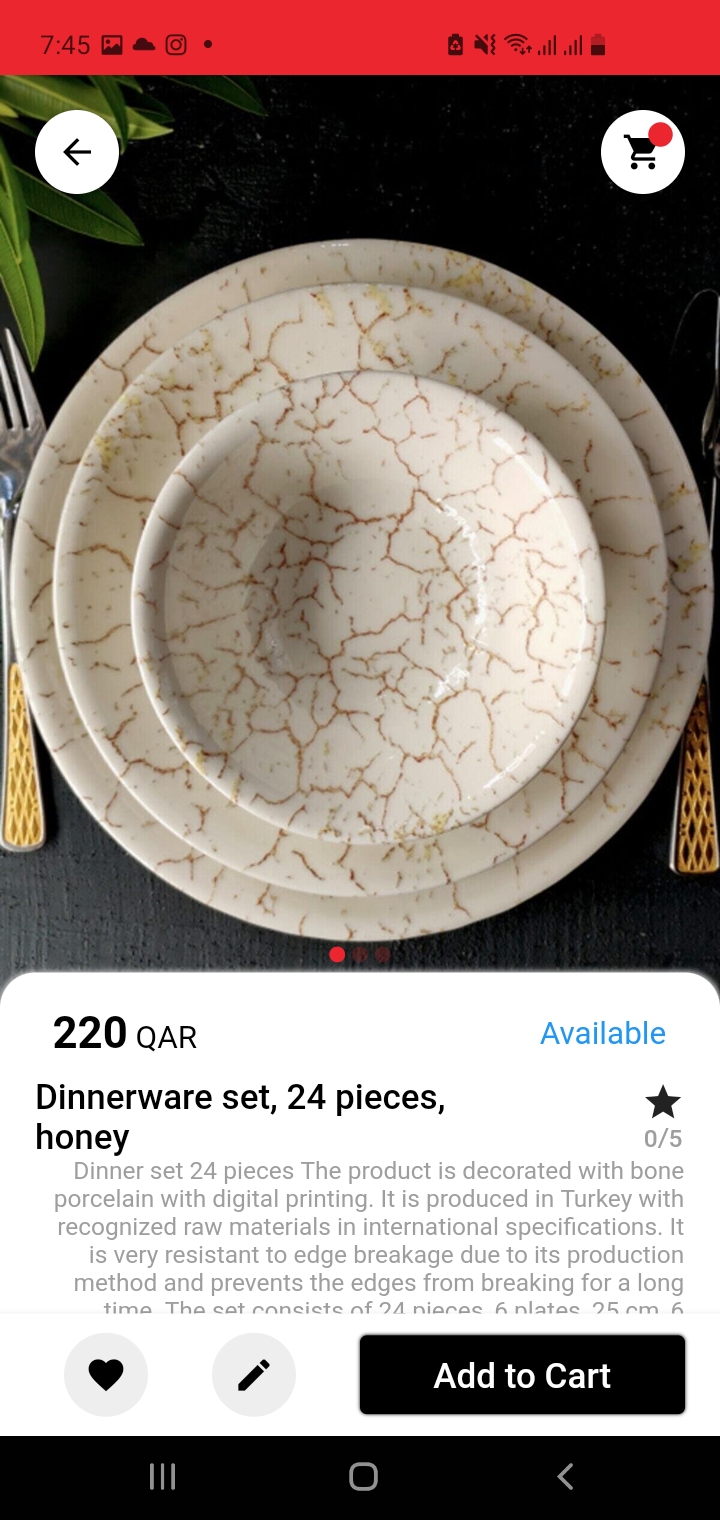 7:45
220 QAR
Available
Dinnerware set, 24 pieces,
honey
0/5
Dinner set 24 pieces The product is decorated with bone
porcelain with digital printing. It is produced in Turkey with
recognized raw materials in international specifications. It
is very resistant to edge breakage due to its production
method and prevents the edges from breaking for a long
time. The set consists of 24 pieces, 6 plates, 25 cm, 6
Add to Cart